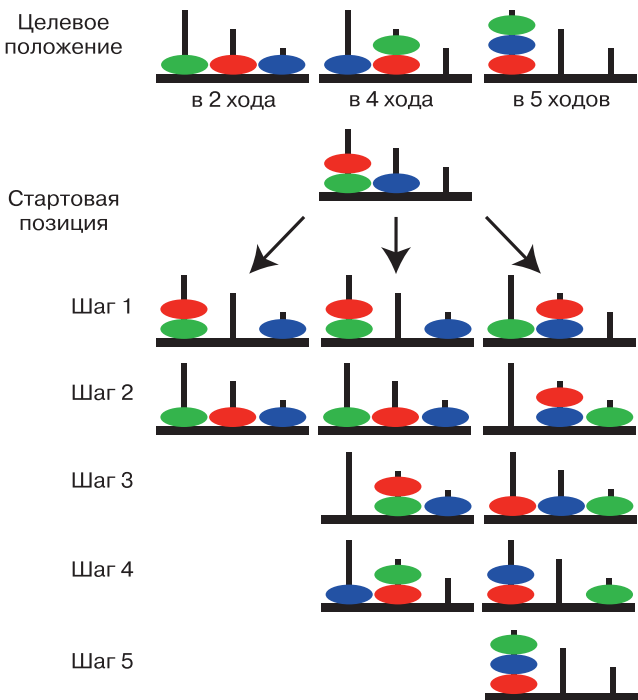 Целевое
положение
в 2 хода
в 4 хода
в 5 ходов
Стартовая
позиция
Шаг 1
Шаг 2
Шаг 3
Шаг 4
Шаг 5